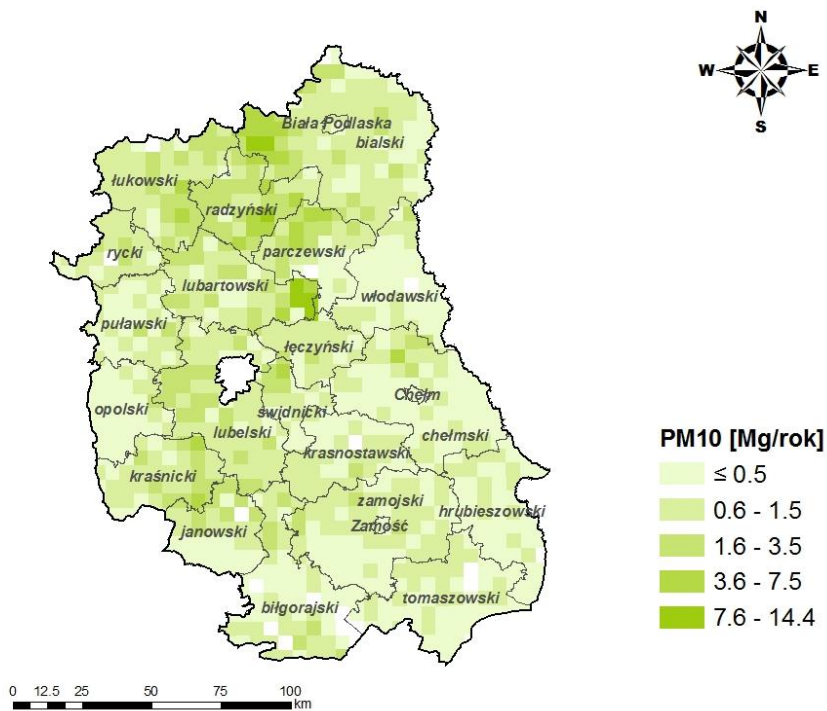 N
W E
S
Biała Podlaska
bialski
łukowski
radzyński
rycki
parczewski
lubartowski
włodawski
puławski
łęczyński
Chełm
opolski
świdnicki
lubelski
chełmski
krasnostawski
kraśnicki
zamojski
hrubieszowski
Zamość
janowski
tomaszowski
biłgorajski
PM10 [Mg/rok]
≤ 0.5
0.6 - 1.5
1.6 - 3.5
3.6 - 7.5
7.6 - 14.4
0 12.5 25 50 75 100
km